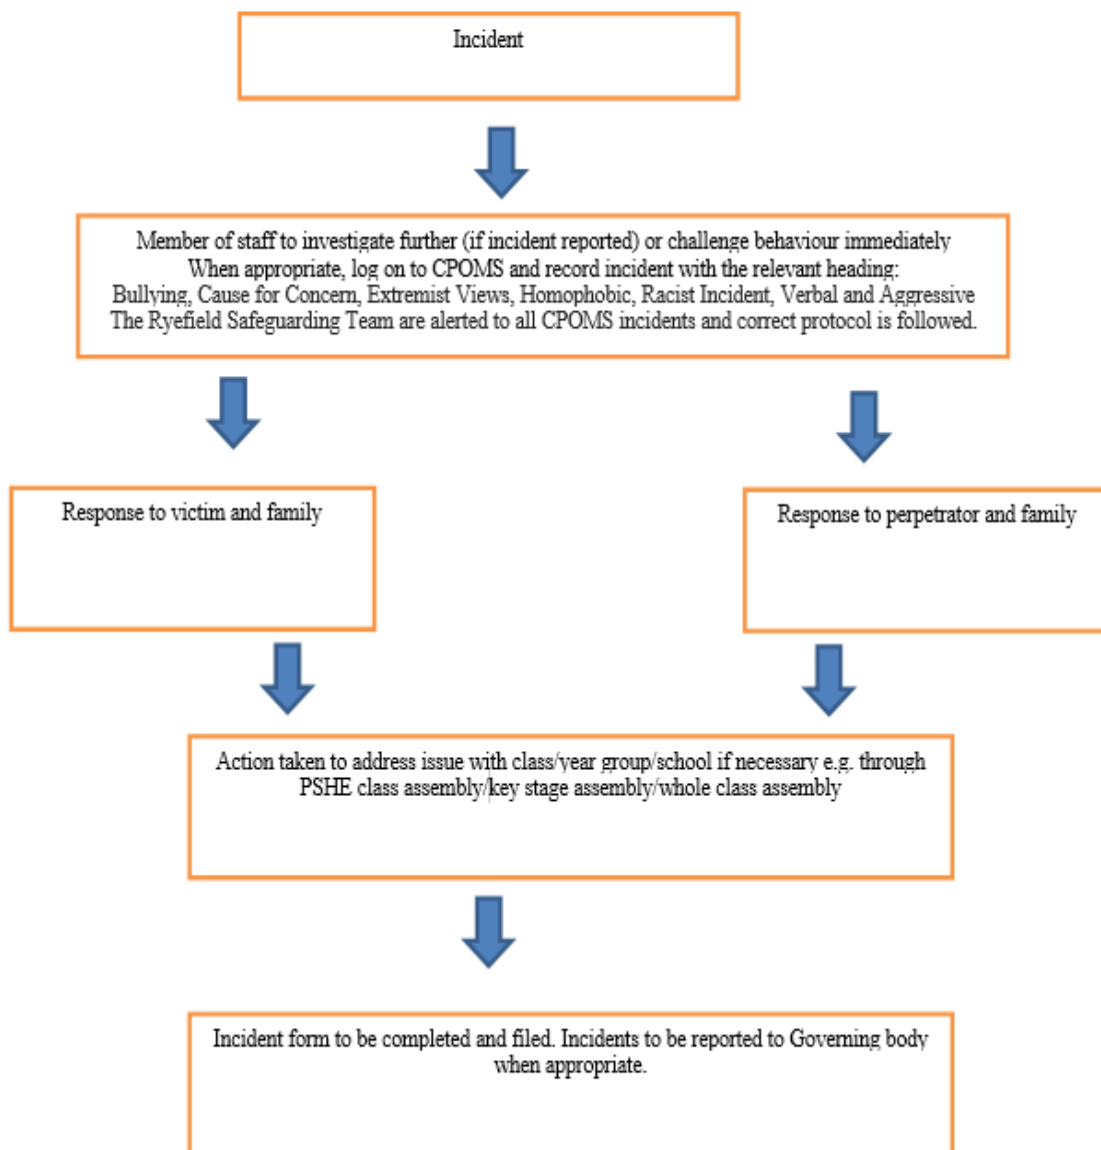 Incident
Member of staff to investigate further (if incident reported) or challenge behaviour immediately
When appropriate, log on to CPOMS and record incident with the relevant heading:
Bullying, Cause for Concern, Extremist Views, Homophobic, Racist Incident, Verbal and Aggressive
The Ryefield Safeguarding Team are alerted to all CPOMS incidents and correct protocol is followed.
Response to victim and family
Response to perpetrator and family
Action taken to address issue with class/year group/school if necessary e.g. through
PSHE class assembly/key stage assembly/whole class assembly
Incident form to be completed and filed. Incidents to be reported to Governing body
when appropriate.